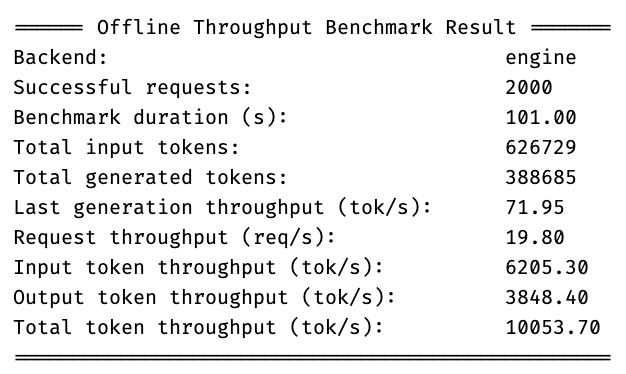 ====== Offline Throughput Benchmark Result =======
Backend: engine
Successful requests: 2000
Benchmark duration (s): 101.00
Total input tokens: 626729
Total generated tokens: 388685
Last generation throughput (tok/s): 71.95
Request throughput (req/s): 19.80
Input token throughput (tok/s): 6205.30
Output token throughput (tok/s): 3848.40
Total token throughput (tok/s): 10053.70
==================================================